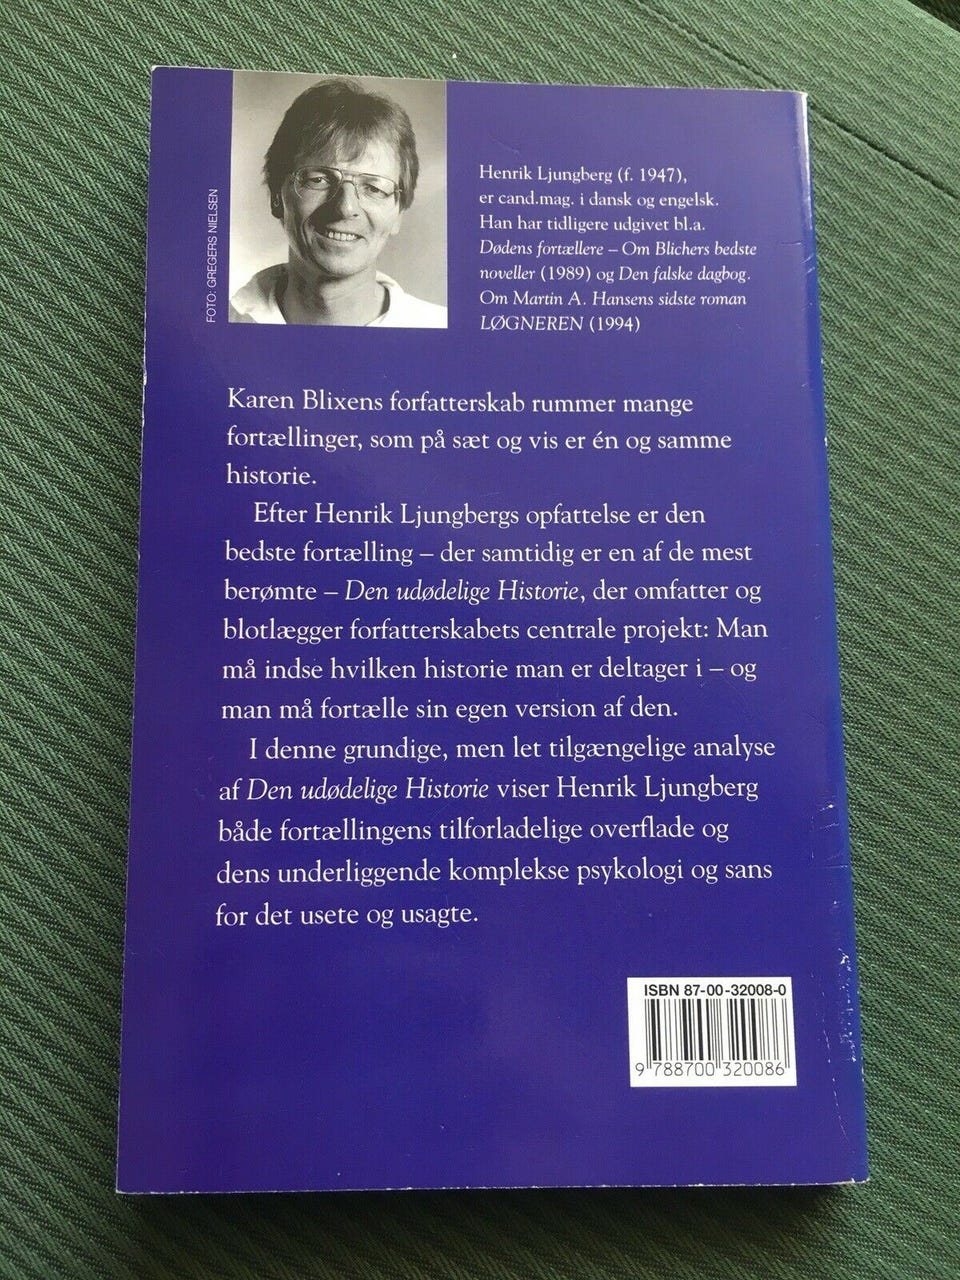 FOTO: GREGERS NIELSEN
Henrik Ljungberg (f. 1947),
er cand.mag. i dansk og engelsk.
Han har tidligere udgivet bl.a.
Dødens fortællere – Om Blichers bedste
noveller (1989) og Den falske dagbog.
Om Martin A. Hansens sidste roman
LØGNEREN (1994)
Karen Blixens forfatterskab rummer mange
fortællinger, som på sæt og vis er én og samme
historie.
Efter Henrik Ljungbergs opfattelse er den
bedste fortælling – der samtidig er en af de mest
berømte – Den udødelige Historie, der omfatter og
blotlægger forfatterskabets centrale projekt: Man
må indse hvilken historie man er deltager i – og
man må fortælle sin egen version af den.
I denne grundige, men let tilgængelige analyse
af Den udødelige Historie viser Henrik Ljungberg
både fortællingens tilforladelige overflade og
dens underliggende komplekse psykologi og sans
for det usete og usagte.
ISBN 87-00-32008-0
9 788700 320086